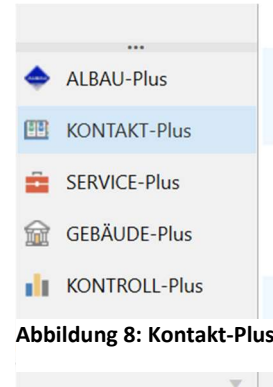 ALBAU-Plus
KONTAKT-Plus
SERVICE-Plus
GEBÄUDE-Plus
KONTROLL-Plus
Abbildung 8: Kontakt-Plus